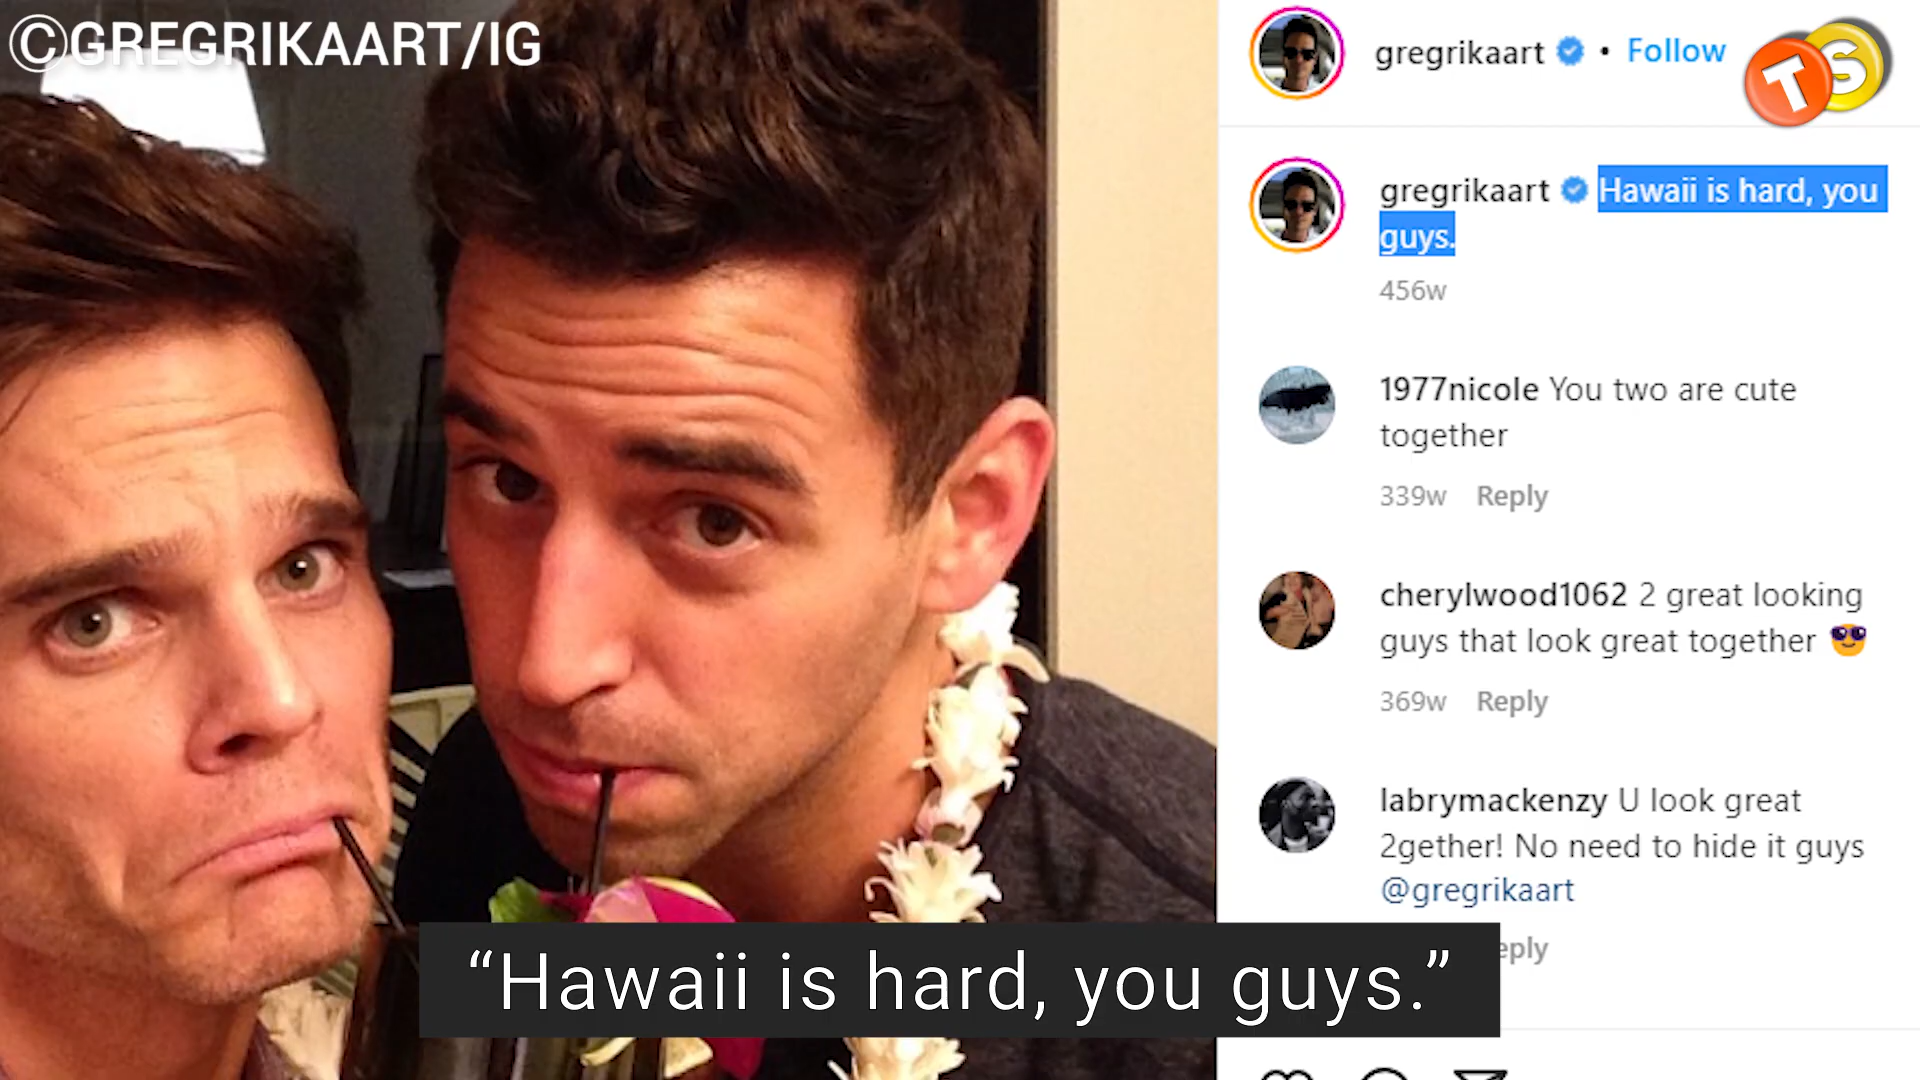 ©GREGRIKAART/IG
gregrikaart • Follow
TS
gregrikaart Hawaii is hard, you
guys.
456w
1977nicole You two are cute
together
339w Reply
cherylwood1062 2 great looking
guys that look great together 😎
369w Reply
labrymackenzy U look great
2gether! No need to hide it guys
@gregrikaart
eply
“Hawaii is hard, you guys.”